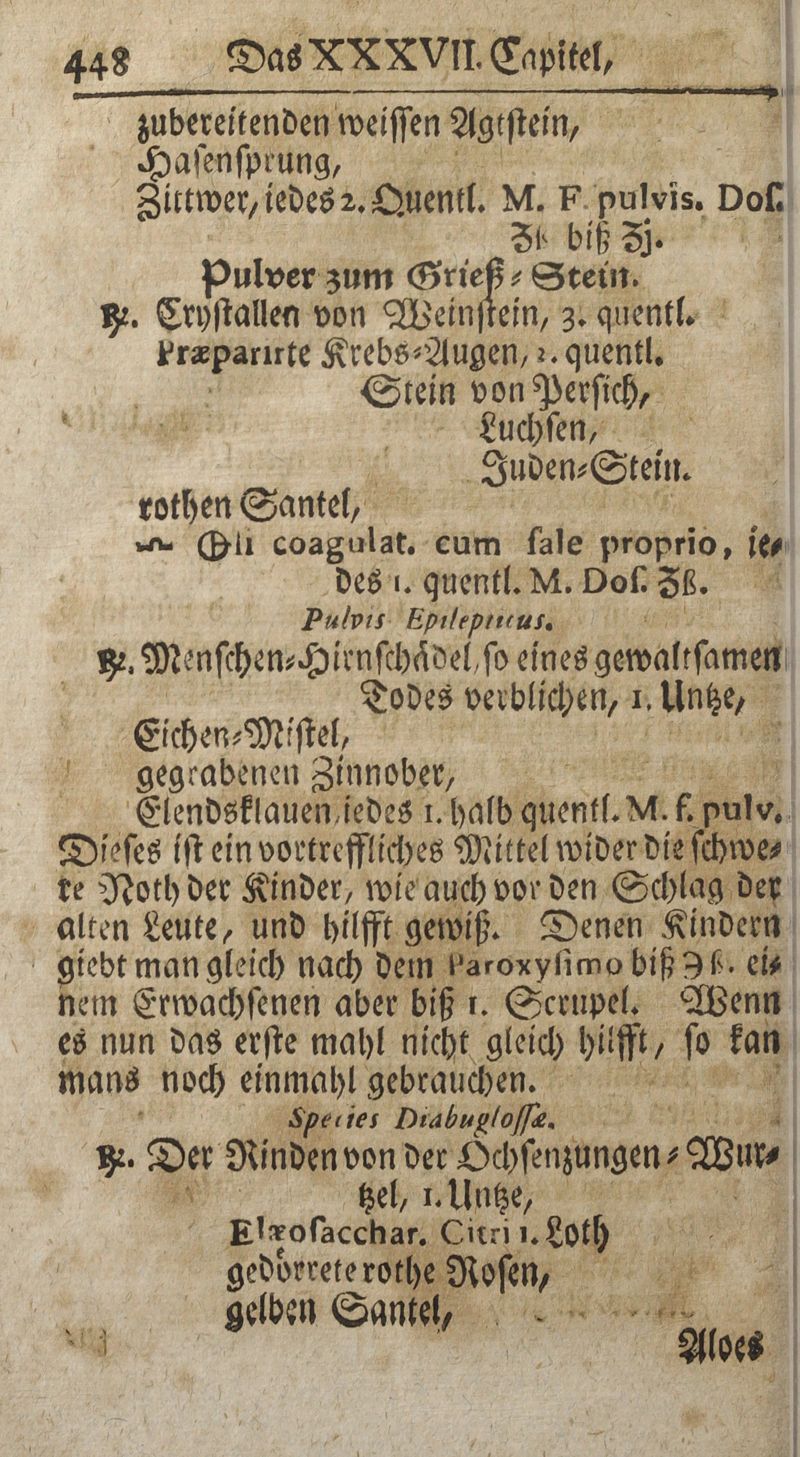 448 Das XXXVII. Capitel,
zubereitenden weissen Agtstein,
Hasensprung,
Zittwer, iedes 2. Quentl. M. F. pulvis. Dos.
Ʒß biß Ʒj.
Pulver zum Grieß-Stein.
℞. Crystallen von Weinstein, 3. quentl.
Præparirte Krebs-Augen, 2. quentl.
Stein von Persich,
Luchsen,
Juden-Stein.
rothen Santel,
coagulat. cum sale proprio, ie-
des 1. quentl. M. Dos. Ʒß.
Pulvis Epilepticus.
℞. Menschen-Hirnschådel, so eines gewaltsamen
Todes verblichen, 1. Untze,
Eichen-Mistel,
gegrabenen Zinnober,
Elendsklauen, iedes 1. halb quentl. M. f. pulv.
Dieses ist ein vortreffliches Mittel wider die schwe-
re Noth der Kinder, wie auch vor den Schlag der
alten Leute, und hilfft gewiß. Denen Kindern
giebt man gleich nach dem Paroxysimo biß ℈ß. ei-
nem Erwachsenen aber biß 1. Scrupel. Wenn
es nun das erste mahl nicht gleich hilfft, so kan
mans noch einmahl gebrauchen.
Species Diabuglossæ.
℞. Der Rinden von der Ochsenzungen-Wur-
tzel, 1. Untze,
Elæosacchar. Citri 1. Loth
gedörrete rothe Rosen,
gelben Santel,
Aloes